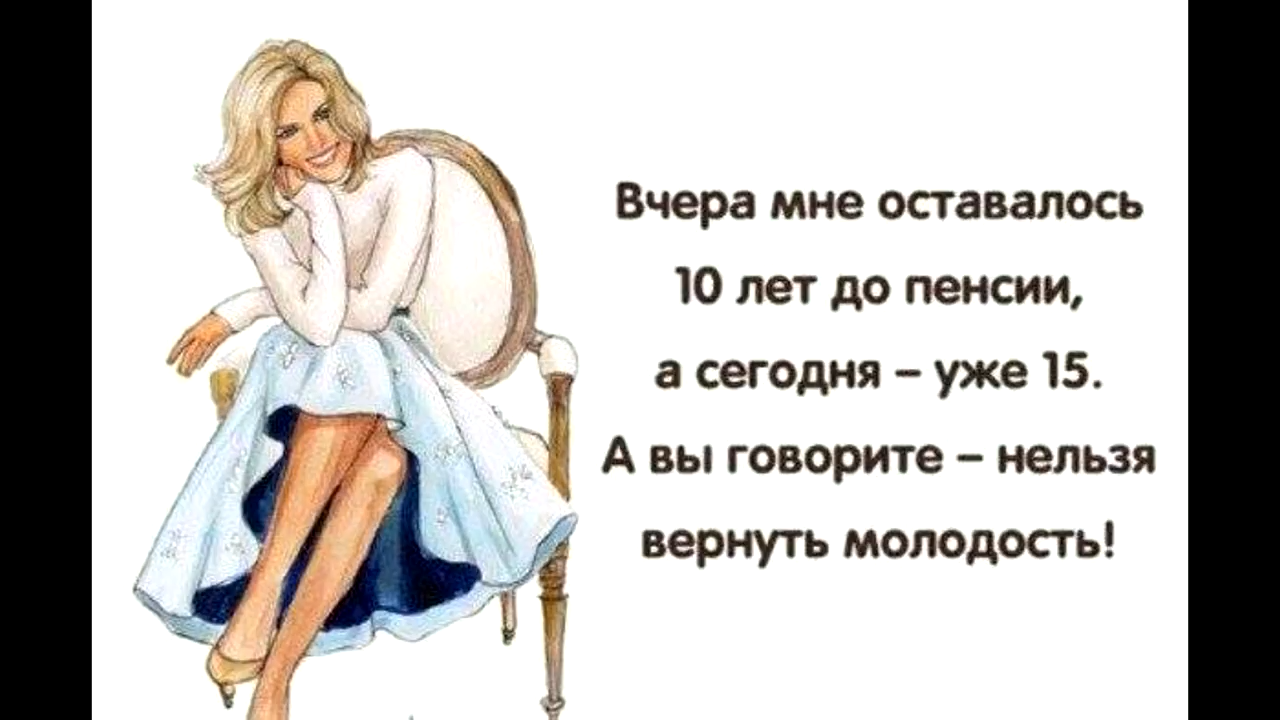 Вчера мне оставалось
10 лет до пенсии,
а сегодня – уже 15.
А вы говорите – нельзя
вернуть молодость!